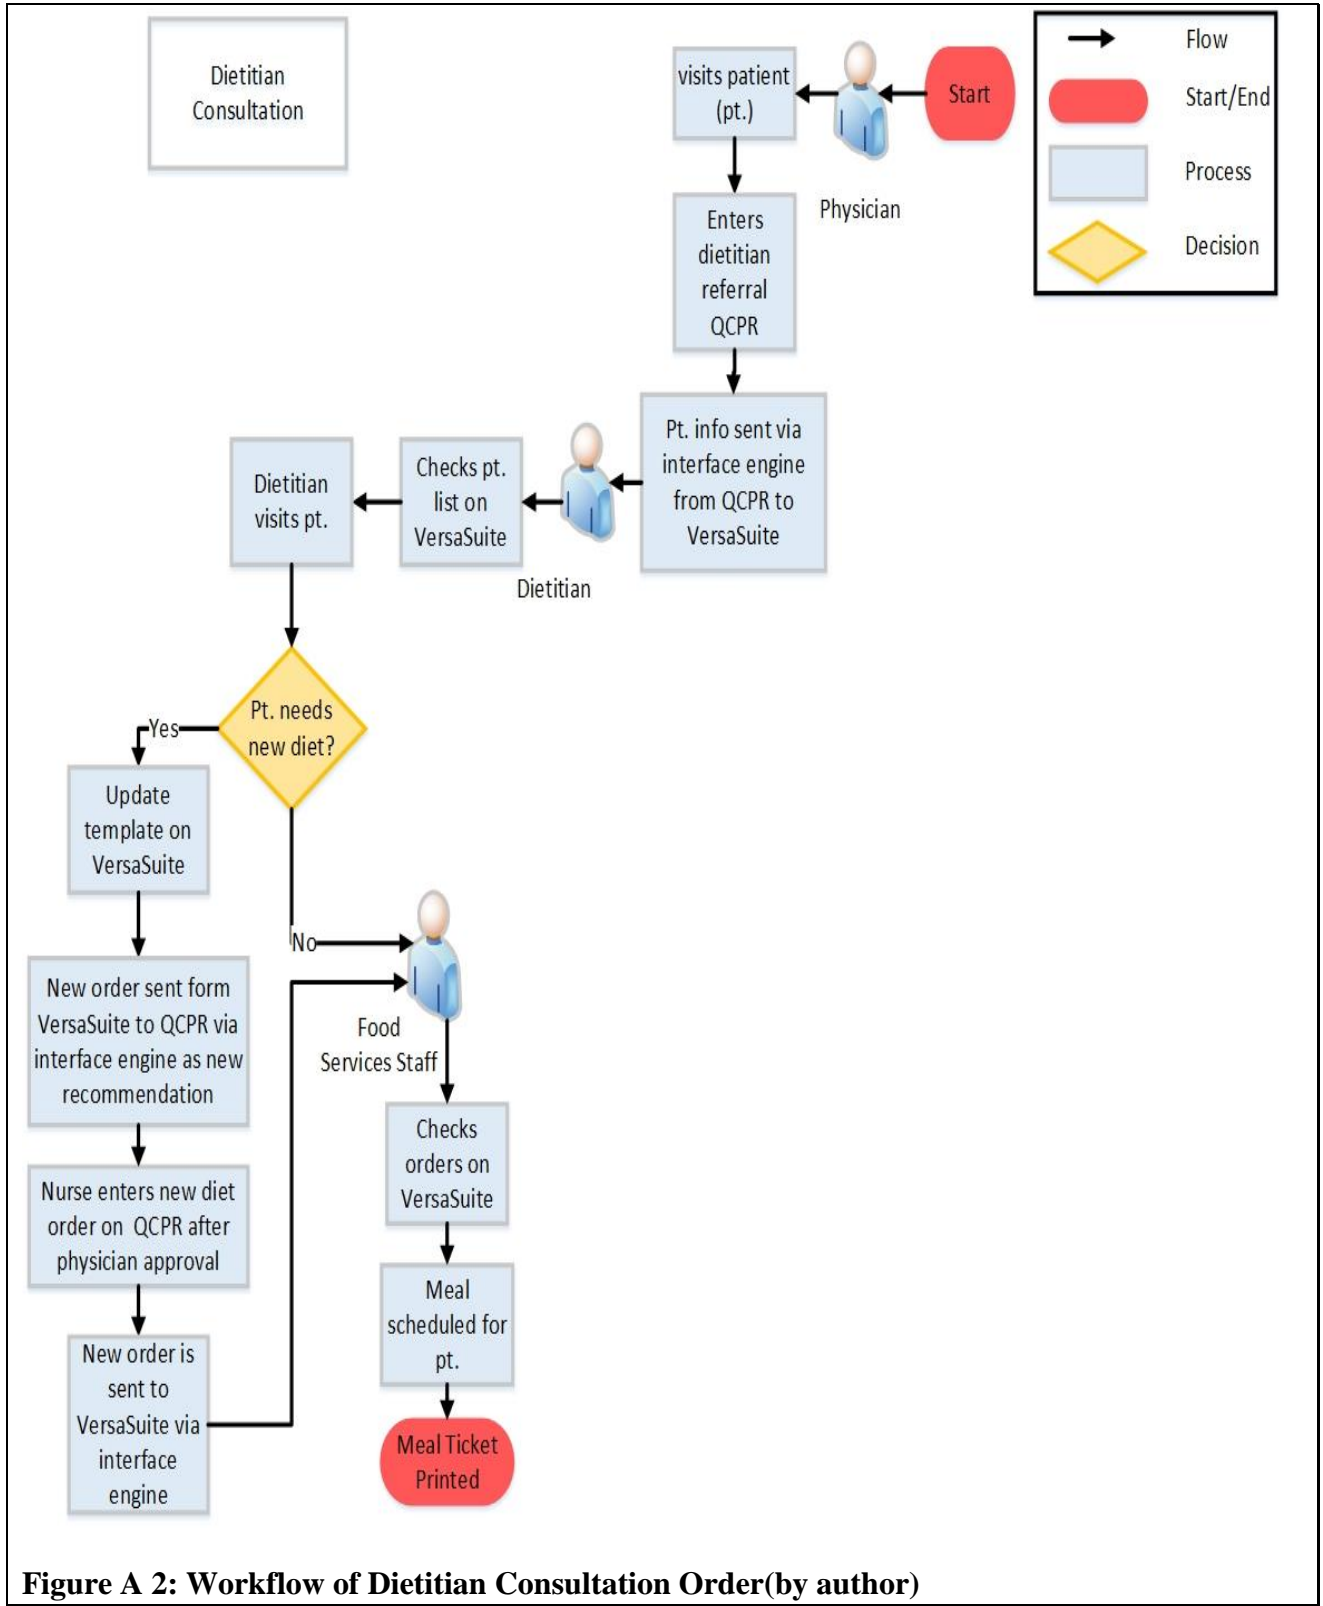 Dietitian
Consultation
Start
Physician
visits patient
(pt.)
Flow
Start/End
Process
Decision
Enters
dietitian
referral
QCPR
Pt. info sent via
interface engine
from QCPR to
VersaSuite
Dietitian
Checks pt.
list on
VersaSuite
Dietitian
visits pt.
Pt. needs
new diet?
Yes
Update
template on
VersaSuite
New order sent form
VersaSuite to QCPR via
interface engine as new
recommendation
Nurse enters new diet
order on QCPR after
physician approval
New order is
sent to
VersaSuite via
interface
engine
No
Food
Services Staff
Checks
orders on
VersaSuite
Meal
scheduled for
pt.
Meal Ticket
Printed
Figure A 2: Workflow of Dietitian Consultation Order(by author)